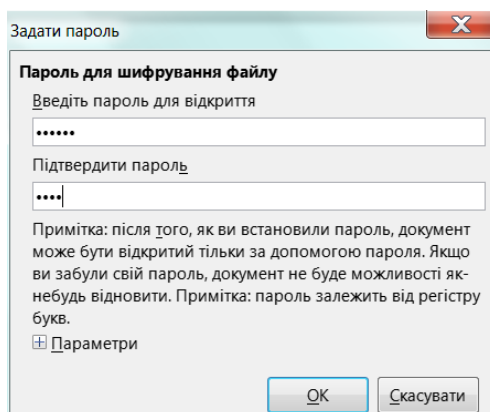 Задати пароль
Пароль для шифрування файлу
Введіть пароль для відкриття
••••••
Підтвердити пароль
••••
Примітка: після того, як ви встановили пароль, документ
може бути відкритий тільки за допомогою пароля. Якщо
ви забули свій пароль, документ не буде можливості як-
небудь відновити. Примітка: пароль залежить від регістру
букв.
Параметри
ОК Скасувати